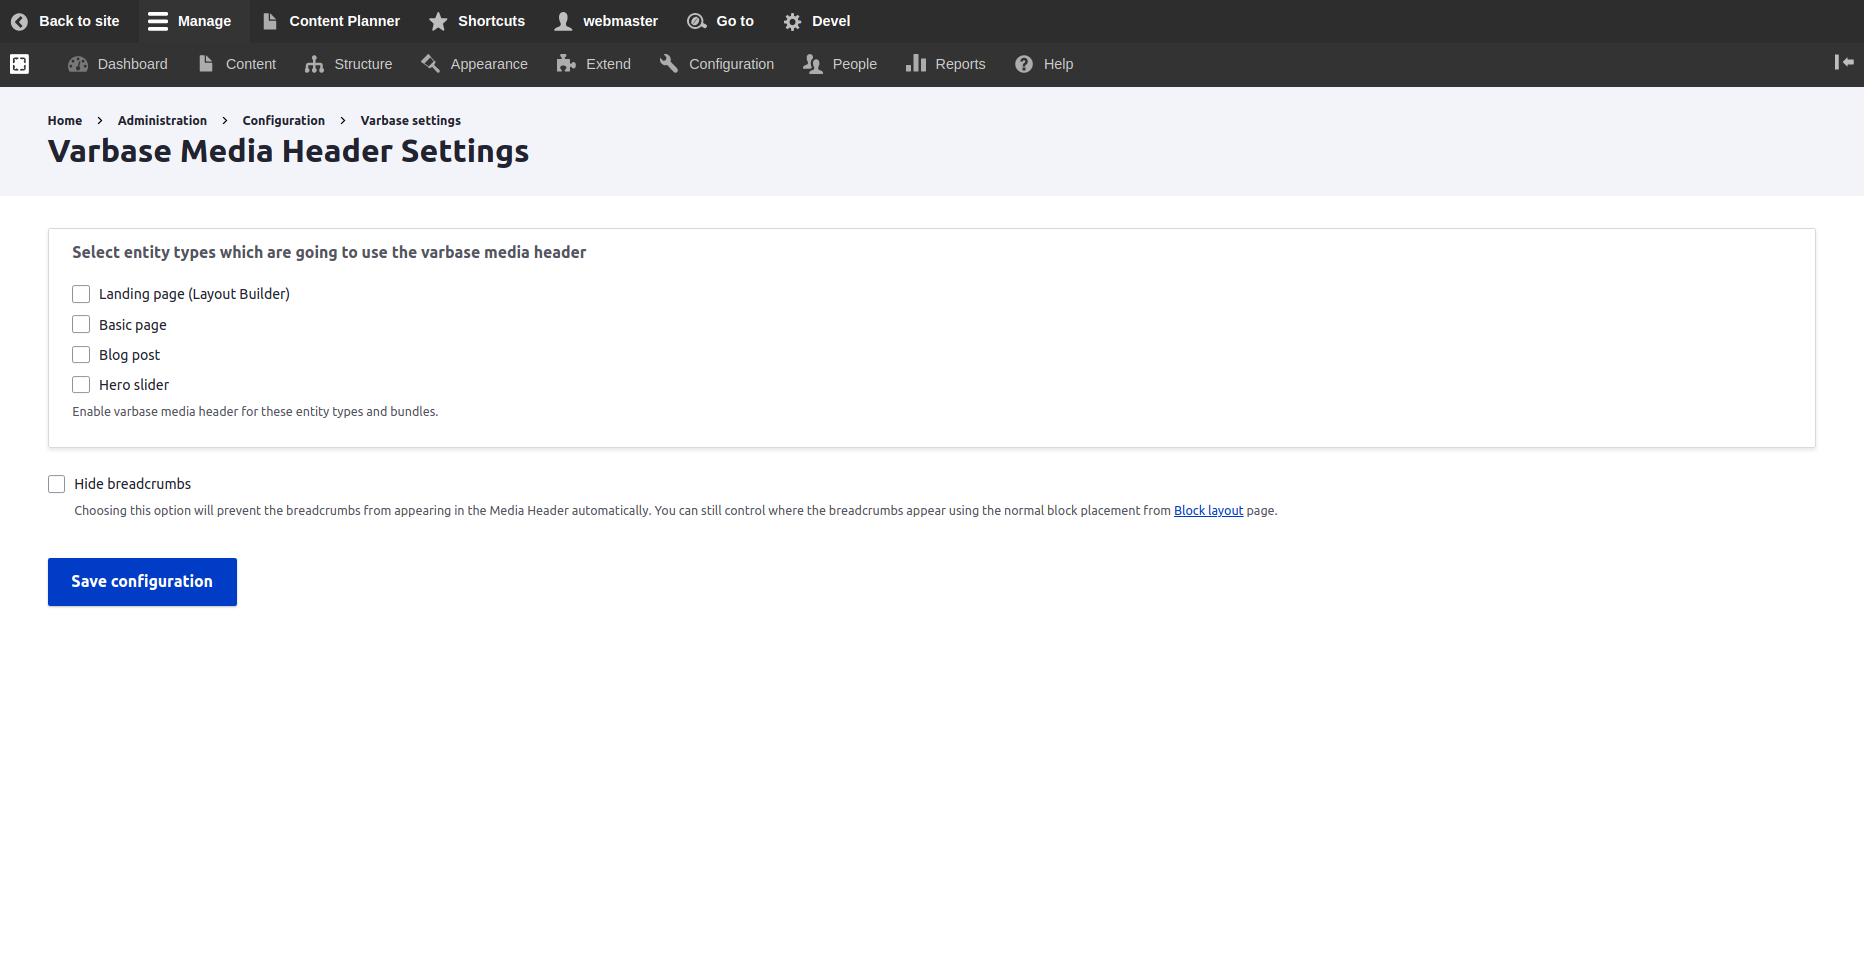 Back to site Manage Content Planner Shortcuts webmaster Go to Devel
Dashboard Content Structure Appearance Extend Configuration People Reports Help
Home > Administration > Configuration > Varbase settings
Varbase Media Header Settings
Select entity types which are going to use the varbase media header
Landing page (Layout Builder)
Basic page
Blog post
Hero slider
Enable varbase media header for these entity types and bundles.
Hide breadcrumbs
Choosing this option will prevent the breadcrumbs from appearing in the Media Header automatically. You can still control where the breadcrumbs appear using the normal block placement from Block layout page.
Save configuration